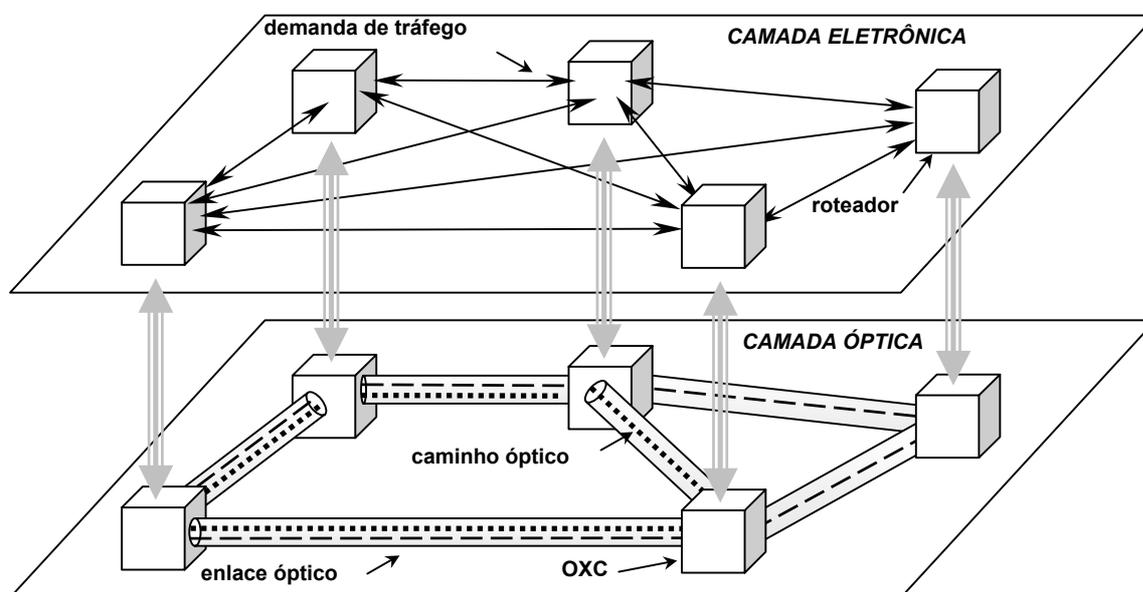 demanda de tráfego
CAMADA ELETRÔNICA
roteador
CAMADA ÓPTICA
caminho óptico
enlace óptico
OXC